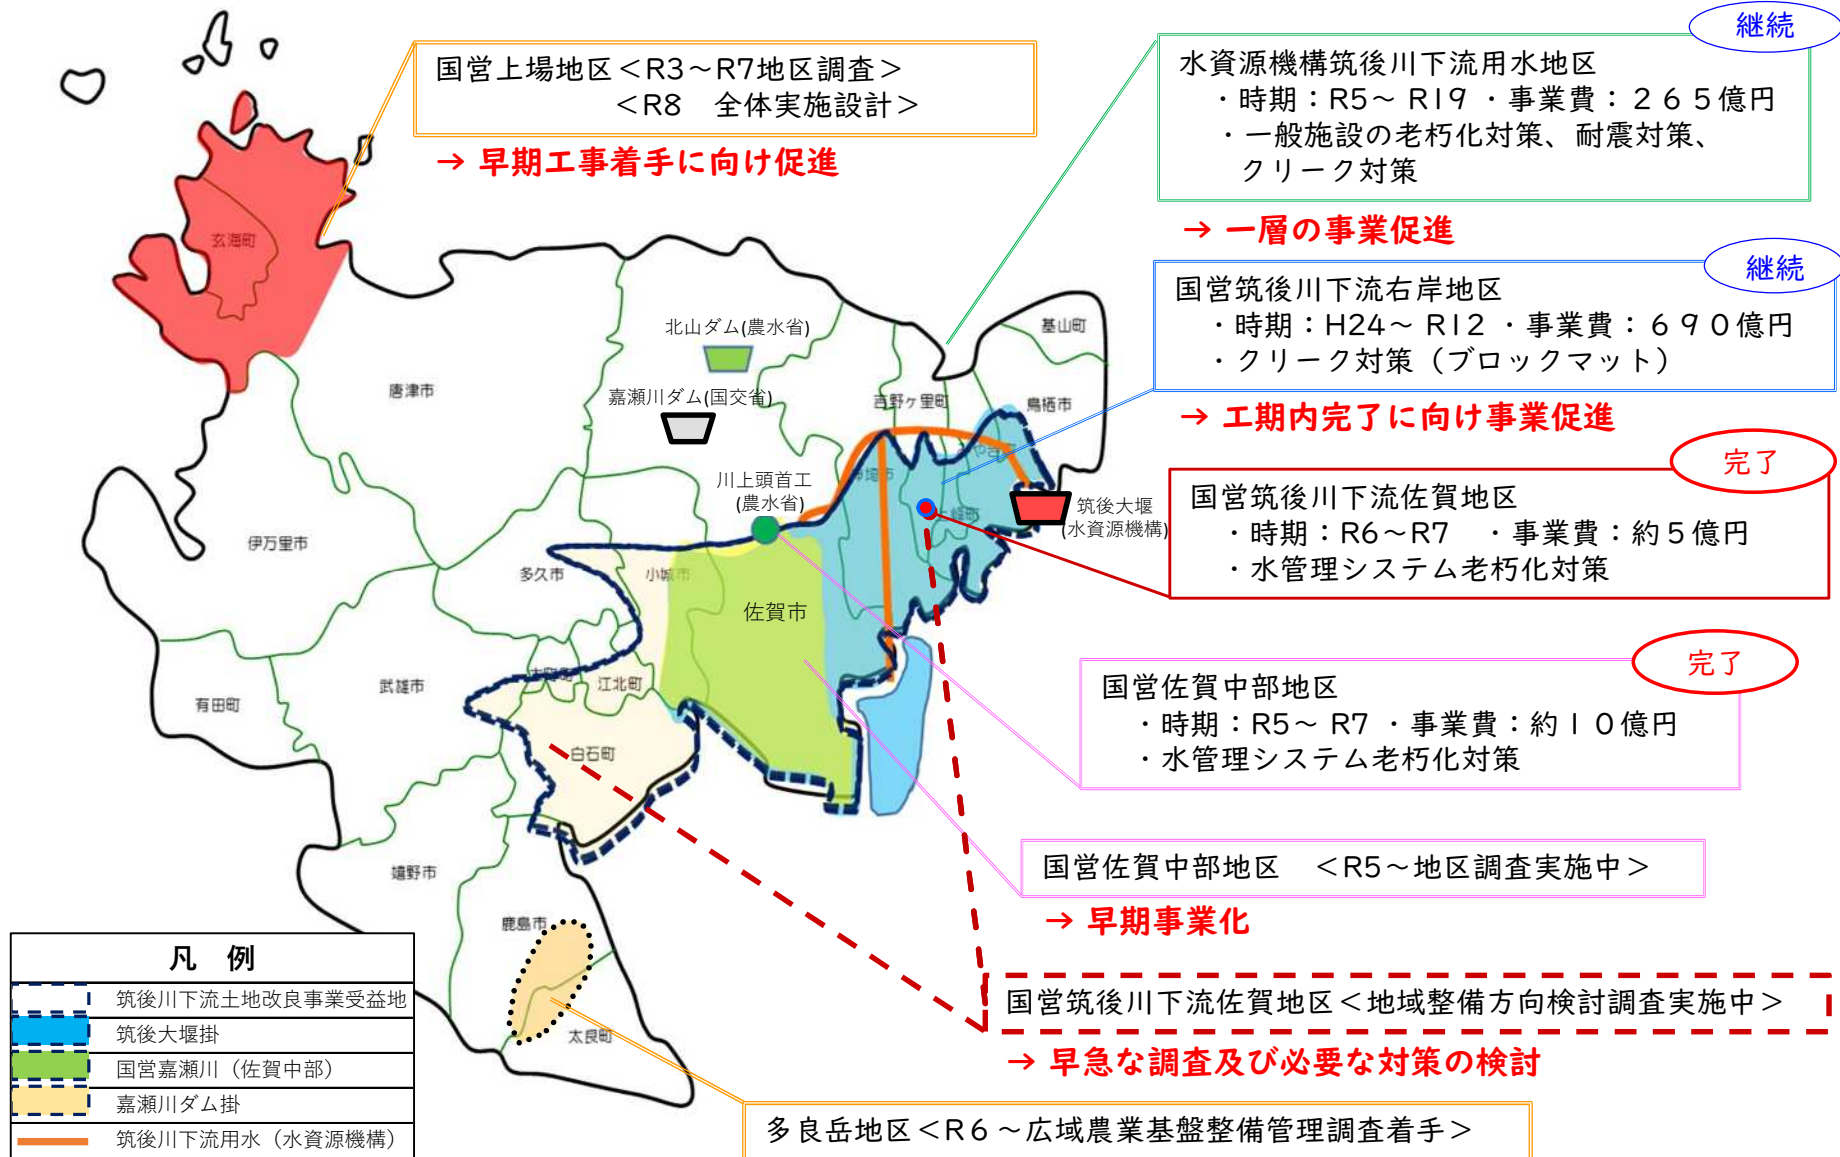 国営上場地区＜R3～R7地区調査＞
＜R8　全体実施設計＞
→ 早期工事着手に向け促進
継続
水資源機構筑後川下流用水地区
・時期：R5～ R19 ・事業費：２６５億円
・一般施設の老朽化対策、耐震対策、
クリーク対策
→ 一層の事業促進
継続
国営筑後川下流右岸地区
・時期：H24～ R12 ・事業費：６９０億円
・クリーク対策（ブロックマット）
→ 工期内完了に向け事業促進
完了
国営筑後川下流佐賀地区
・時期：R6～R7　・事業費：約５億円
・水管理システム老朽化対策
完了
国営佐賀中部地区
・時期：R5～ R7 ・事業費：約１０億円
・水管理システム老朽化対策
国営佐賀中部地区　＜R5～地区調査実施中＞
→ 早期事業化
国営筑後川下流佐賀地区＜地域整備方向検討調査実施中＞
→ 早急な調査及び必要な対策の検討
多良岳地区＜R６～広域農業基盤整備管理調査着手＞
玄海町
唐津市
北山ダム(農水省)
嘉瀬川ダム(国交省)
川上頭首工
(農水省)
基山町
鳥栖市
吉野ヶ里町
神埼市
上峰町
筑後大堰
(水資源機構)
伊万里市
多久市
小城市
佐賀市
有田町
武雄市
大町町
江北町
白石町
嬉野市
鹿島市
太良町
凡　例
筑後川下流土地改良事業受益地
筑後大堰掛
国営嘉瀬川（佐賀中部）
嘉瀬川ダム掛
筑後川下流用水（水資源機構）